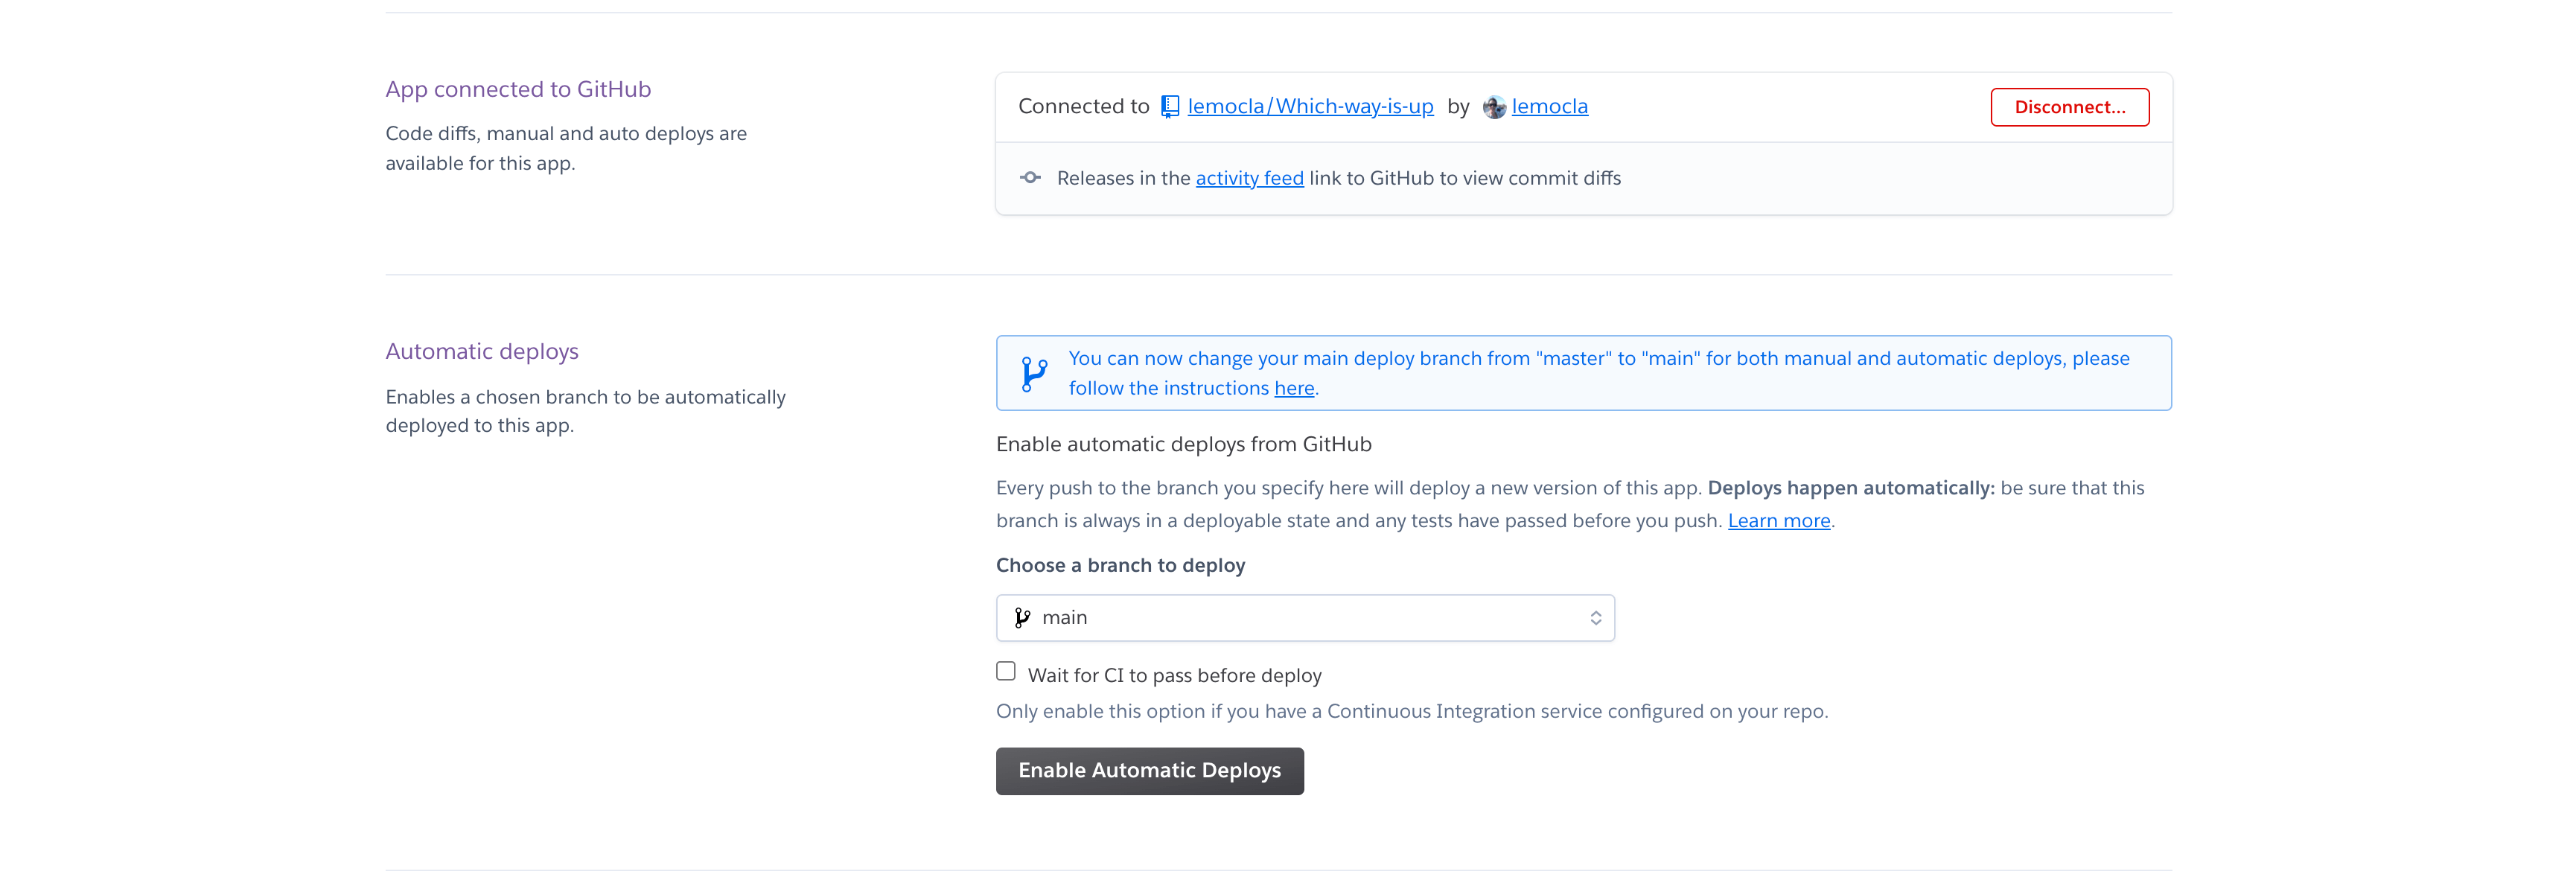 App connected to GitHub
Code diffs, manual and auto deploys are
available for this app.
Connected to lemocla/Which-way-is-up by lemocla
Disconnect...
Releases in the activity feed link to GitHub to view commit diffs
Automatic deploys
Enables a chosen branch to be automatically
deployed to this app.
You can now change your main deploy branch from "master" to "main" for both manual and automatic deploys, please
follow the instructions here.
Enable automatic deploys from GitHub
Every push to the branch you specify here will deploy a new version of this app. Deploys happen automatically: be sure that this
branch is always in a deployable state and any tests have passed before you push. Learn more.
Choose a branch to deploy
main
Wait for CI to pass before deploy
Only enable this option if you have a Continuous Integration service configured on your repo.
Enable Automatic Deploys